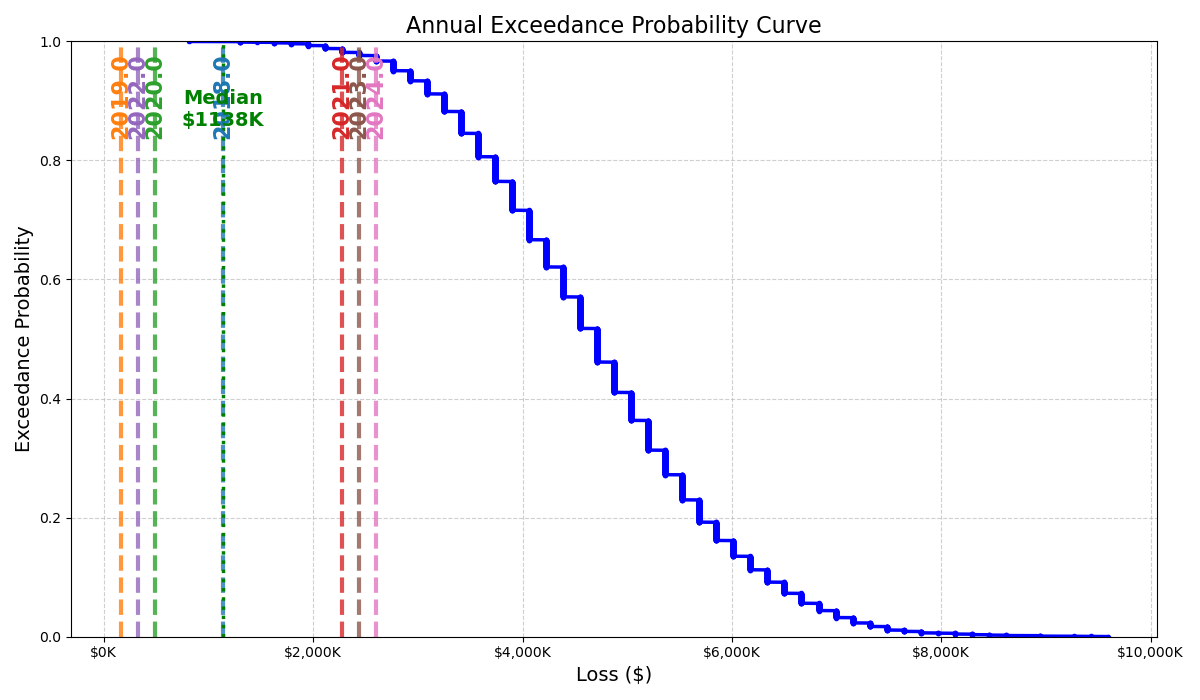 Annual Exceedance Probability Curve
1.0
0.8
0.6
0.4
0.2
0.0
Exceedance Probability
2019.0
2022.0
2020.0
2018.0
2021.0
2023.0
2024.0
Median
$1138K
$0K
$2,000K
$4,000K
$6,000K
$8,000K
$10,000K
Loss ($)